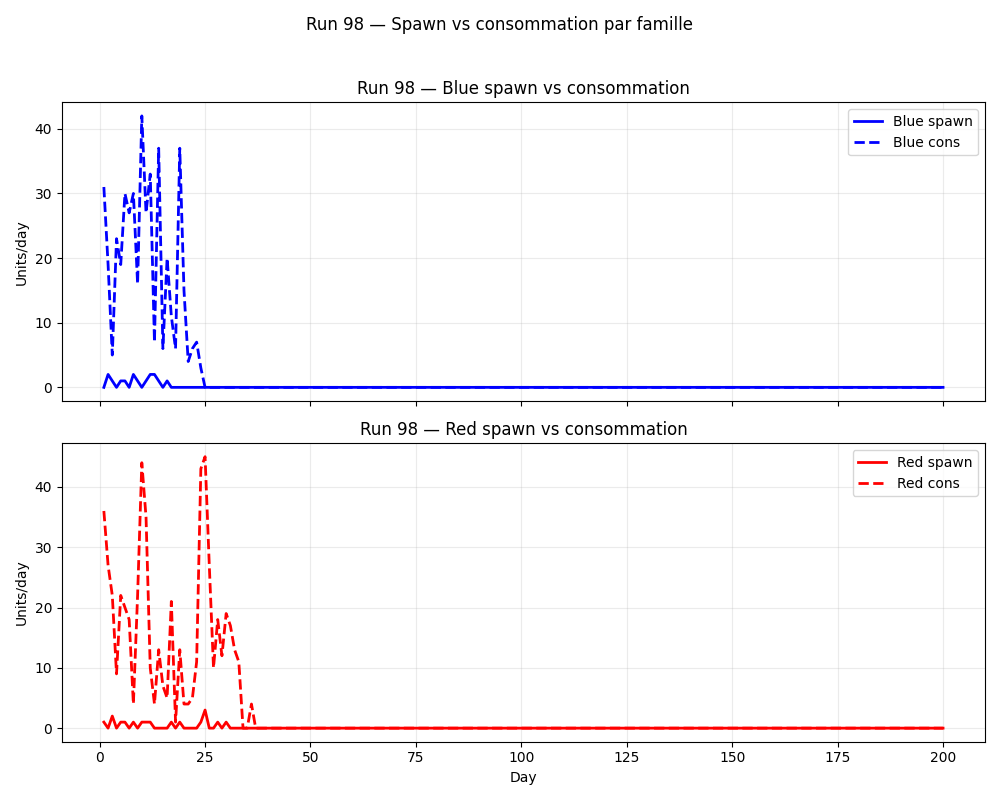 Run 98 — Spawn vs consommation par famille
Run 98 — Blue spawn vs consommation
Blue spawn
Blue cons
Units/day
40
30
20
10
0
Run 98 — Red spawn vs consommation
Red spawn
Red cons
Units/day
40
30
20
10
0
0 25 50 75 100 125 150 175 200
Day